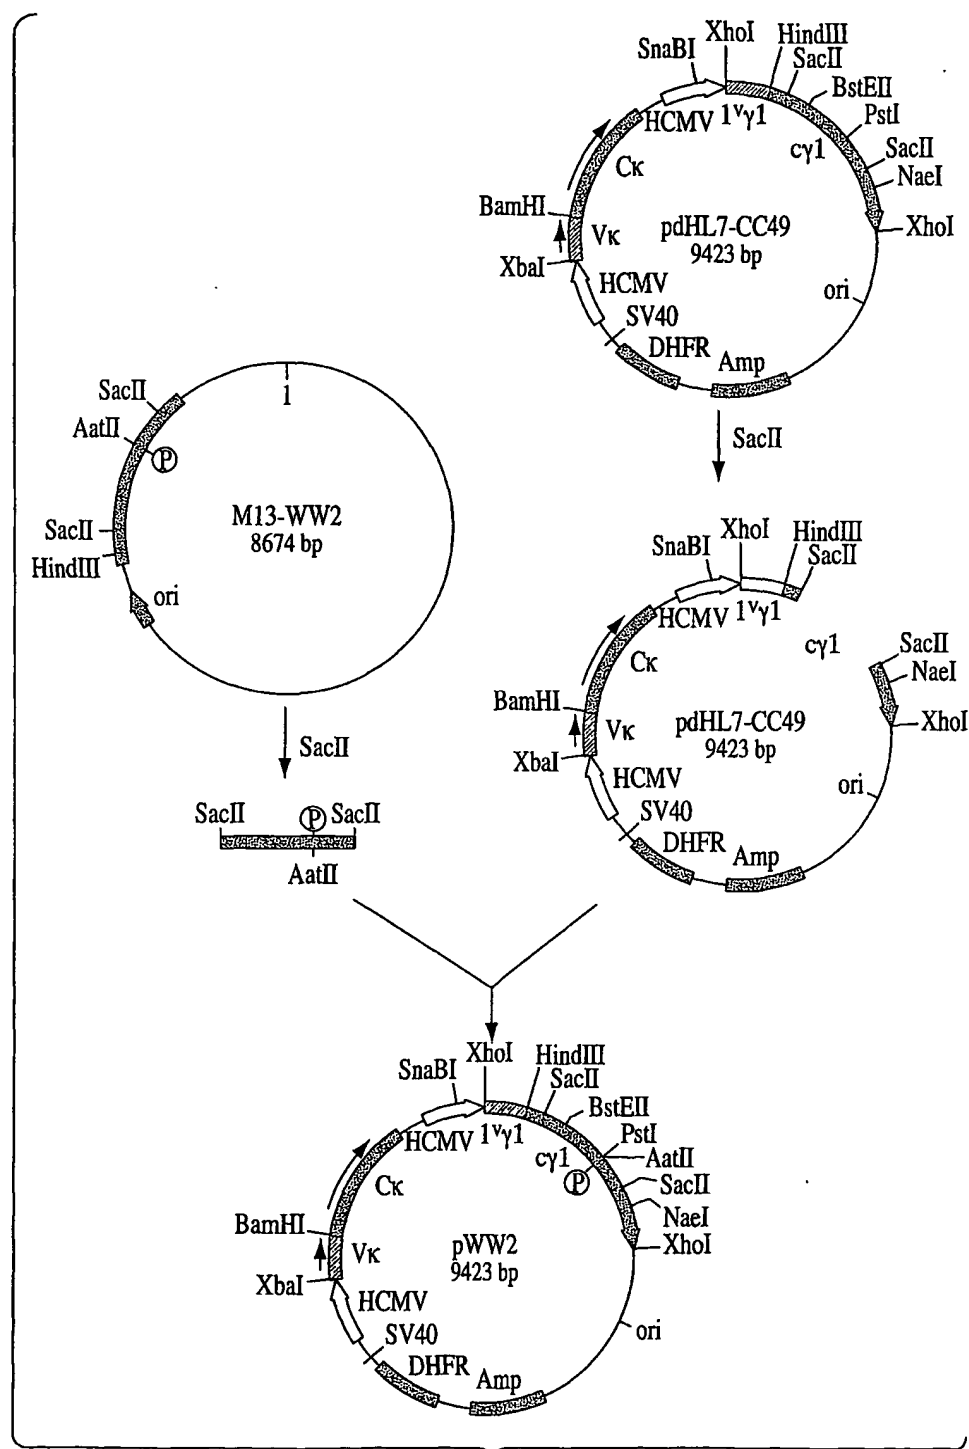 XhoI
HindIII
SnaBI
SacII
BstEII
HCMV
1ᵛγ1
PstI
cγ1
SacII
Cκ
NaeI
BamHI
Vκ
pdHL7-CC49
9423 bp
XhoI
XbaI
HCMV
ori
SV40
DHFR
Amp
SacII
SacII
AatII
P
i
M13-WW2
8674 bp
SacII
HindIII
ori
SacII
SacII
P
SacII
AatII
XhoI
HindIII
SnaBI
SacII
HCMV
1ᵛγ1
cγ1
SacII
Cκ
NaeI
BamHI
Vκ
pdHL7-CC49
9423 bp
XhoI
XbaI
HCMV
ori
SV40
DHFR
Amp
XhoI
HindIII
SnaBI
SacII
BstEII
HCMV
1ᵛγ1
PstI
cγ1
AatII
P
SacII
Cκ
NaeI
BamHI
Vκ
pWW2
9423 bp
XhoI
XbaI
HCMV
ori
SV40
DHFR
Amp